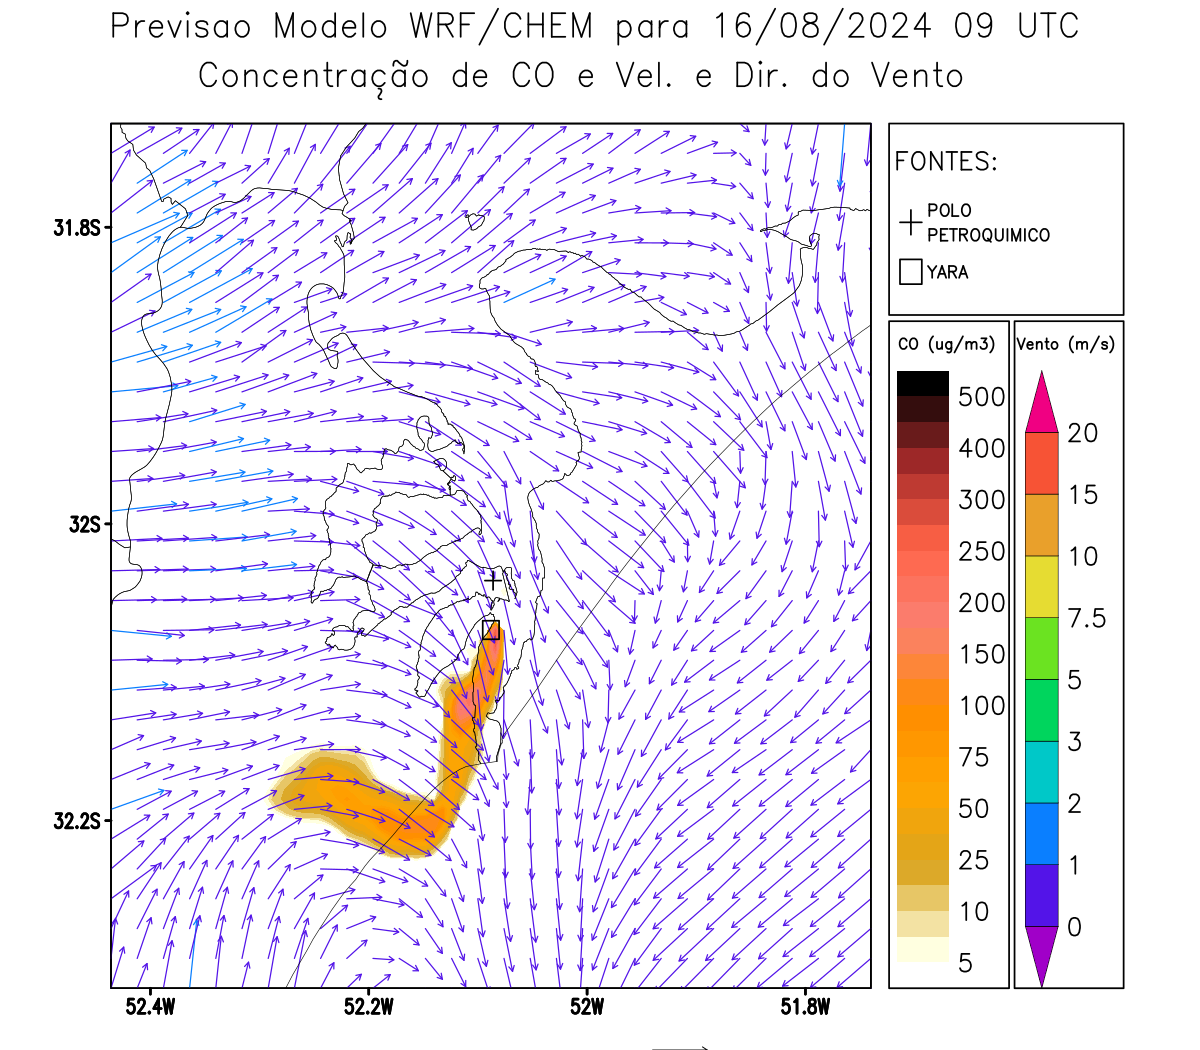 Previsao Modelo WRF/CHEM para 16/08/2024 09 UTC
Concentração de CO e Vel. e Dir. do Vento
FONTES:
POLO
PETROQUIMICO
YARA
CO (ug/m3)
500
400
300
250
200
150
100
75
50
25
10
5
Vento (m/s)
20
15
10
7.5
5
3
2
1
0
31.8S
32S
32.2S
52.4W
52.2W
52W
51.8W